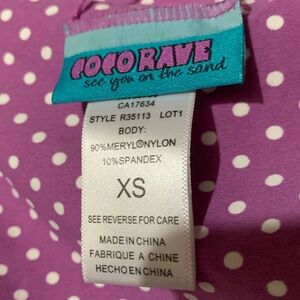 COCO RAVE
see you on the sand
CA17634
STYLE R35113 LOT1
BODY:
90%MERYL®NYLON
10%SPANDEX
XS
SEE REVERSE FOR CARE
MADE IN CHINA
FABRIQUE A CHINE
HECHO EN CHINA